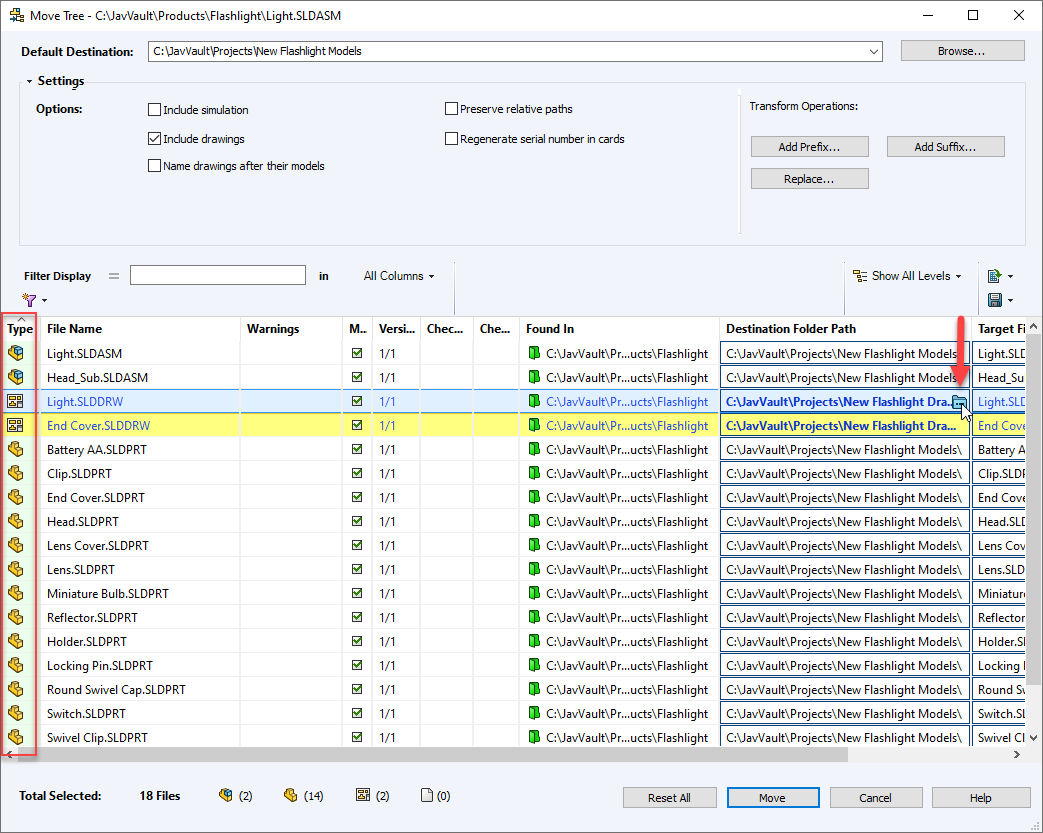 Move Tree - C:\JavVault\Products\Flashlight\Light.SLDASM
Default Destination: C:\JavVault\Projects\New Flashlight Models Browse...
Settings
Options: Include simulation Preserve relative paths Transform Operations:
Include drawings Regenerate serial number in cards Add Prefix... Add Suffix...
Name drawings after their models Replace...
Filter Display = in All Columns Show All Levels
Type File Name Warnings M... Versi... Chec... Che... Found In Destination Folder Path Target Fi
Light.SLDASM 1/1 C:\JavVault\Pr...ucts\Flashlight C:\JavVault\Projects\New Flashlight Models\ Light.SLD
Head_Sub.SLDASM 1/1 C:\JavVault\Pr...ucts\Flashlight C:\JavVault\Projects\New Flashlight Models\ Head_Su
Light.SLDDRW 1/1 C:\JavVault\Pr...ucts\Flashlight C:\JavVault\Projects\New Flashlight Dra... Light.SLD
End Cover.SLDDRW 1/1 C:\JavVault\Pr...ucts\Flashlight C:\JavVault\Projects\New Flashlight Dra... End Cove
Battery AA.SLDPRT 1/1 C:\JavVault\Pr...ucts\Flashlight C:\JavVault\Projects\New Flashlight Models\ Battery A
Clip.SLDPRT 1/1 C:\JavVault\Pr...ucts\Flashlight C:\JavVault\Projects\New Flashlight Models\ Clip.SLDP
End Cover.SLDPRT 1/1 C:\JavVault\Pr...ucts\Flashlight C:\JavVault\Projects\New Flashlight Models\ End Cove
Head.SLDPRT 1/1 C:\JavVault\Pr...ucts\Flashlight C:\JavVault\Projects\New Flashlight Models\ Head.SLD
Lens Cover.SLDPRT 1/1 C:\JavVault\Pr...ucts\Flashlight C:\JavVault\Projects\New Flashlight Models\ Lens Cov
Lens.SLDPRT 1/1 C:\JavVault\Pr...ucts\Flashlight C:\JavVault\Projects\New Flashlight Models\ Lens.SLD
Miniature Bulb.SLDPRT 1/1 C:\JavVault\Pr...ucts\Flashlight C:\JavVault\Projects\New Flashlight Models\ Miniatur
Reflector.SLDPRT 1/1 C:\JavVault\Pr...ucts\Flashlight C:\JavVault\Projects\New Flashlight Models\ Reflector
Holder.SLDPRT 1/1 C:\JavVault\Pr...ucts\Flashlight C:\JavVault\Projects\New Flashlight Models\ Holder.Sl
Locking Pin.SLDPRT 1/1 C:\JavVault\Pr...ucts\Flashlight C:\JavVault\Projects\New Flashlight Models\ Locking
Round Swivel Cap.SLDPRT 1/1 C:\JavVault\Pr...ucts\Flashlight C:\JavVault\Projects\New Flashlight Models\ Round Sv
Switch.SLDPRT 1/1 C:\JavVault\Pr...ucts\Flashlight C:\JavVault\Projects\New Flashlight Models\ Switch.SL
Swivel Clip.SLDPRT 1/1 C:\JavVault\Pr...ucts\Flashlight C:\JavVault\Projects\New Flashlight Models\ Swivel Cl
Total Selected: 18 Files (2) (14) (2) (0) Reset All Move Cancel Help